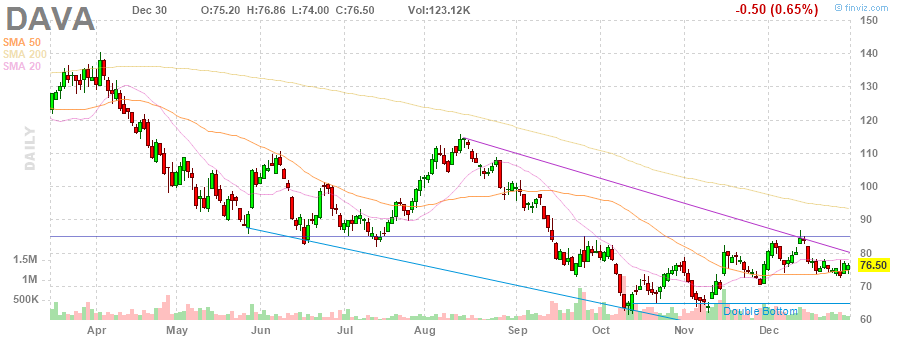 DAVA Dec 30 O:75.20 H:76.86 L:74.00 C:76.50 Vol:123.12K -0.50 (0.65%) © finviz.com
SMA 50
SMA 200
SMA 20
DAILY
150
140
130
120
110
100
90
80
76.50
70
60
1.5M
1M
500K
Double Bottom
Apr May Jun Jul Aug Sep Oct Nov Dec